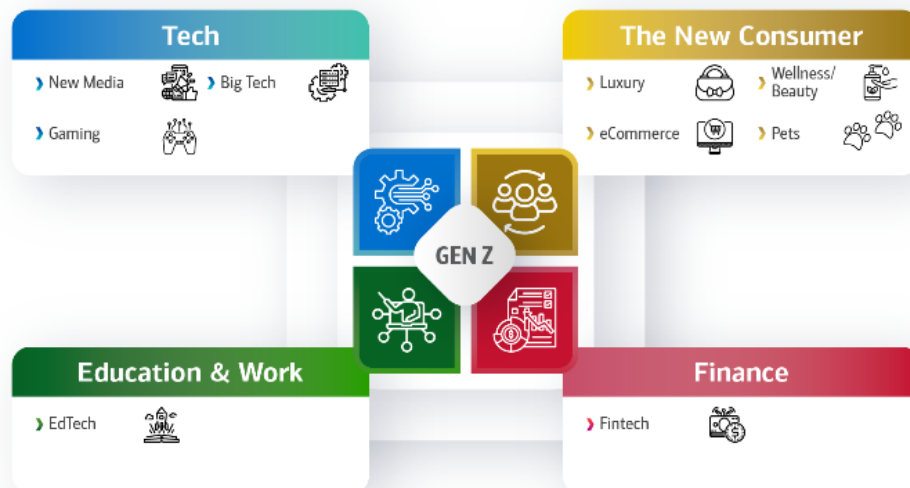 Tech
New Media
Big Tech
Gaming
The New Consumer
Luxury
Wellness/
Beauty
eCommerce
W
Pets
GEN Z
Education & Work
EdTech
Finance
Fintech